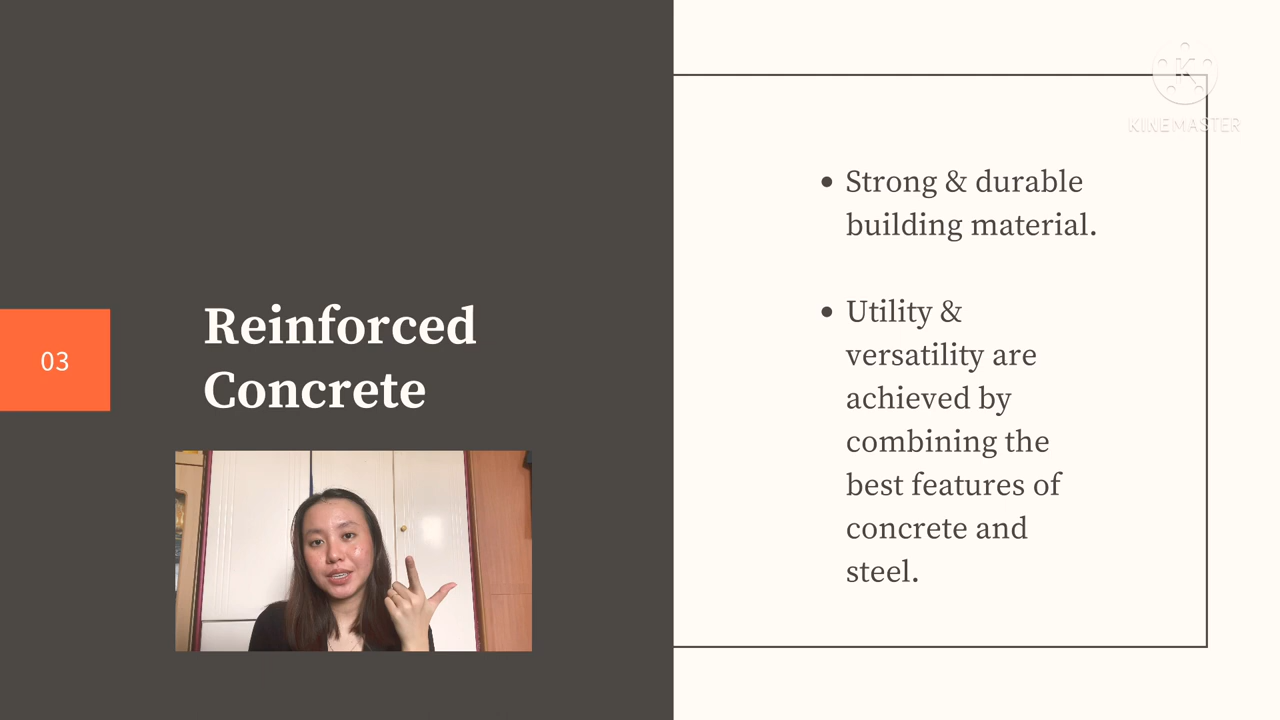 03
Reinforced
Concrete
• Strong & durable
building material.
• Utility &
versatility are
achieved by
combining the
best features of
concrete and
steel.
K
KINEMASTER